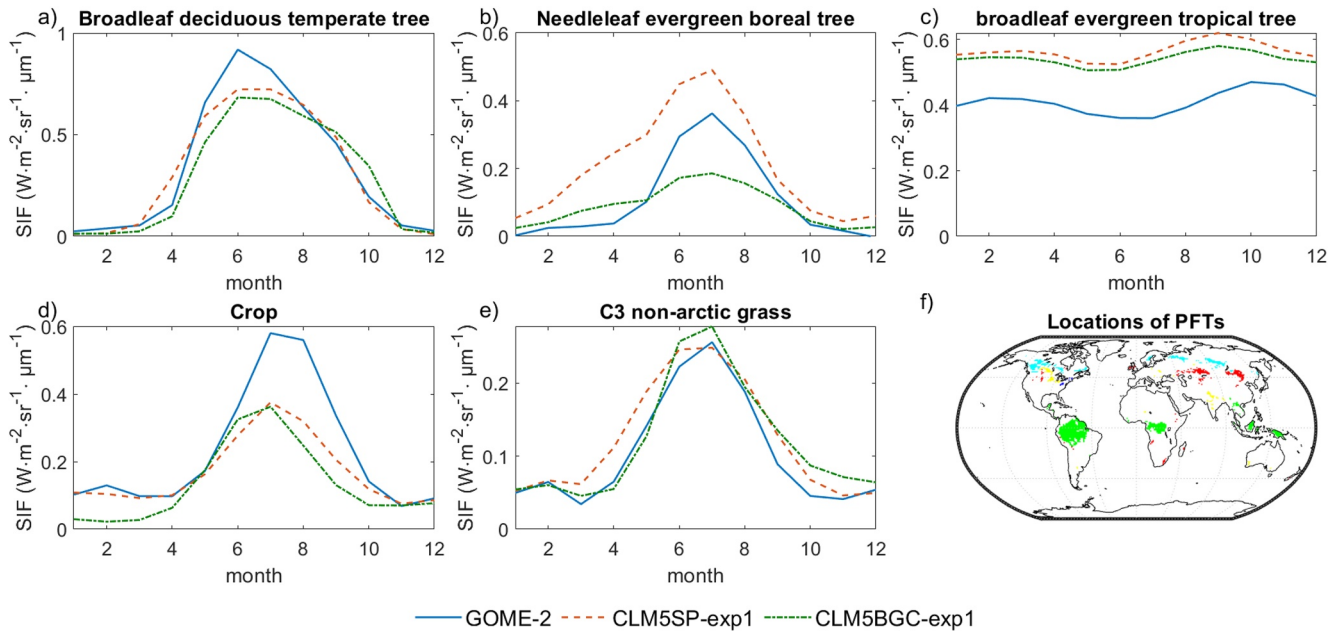 a) Broadleaf deciduous temperate tree
SIF (W·m-2·sr-1· μm-1)
1
0.5
0
2 4 6 8 10 12
month
b) Needleleaf evergreen boreal tree
SIF (W·m-2·sr-1· μm-1)
0.6
0.4
0.2
0
2 4 6 8 10 12
month
c) broadleaf evergreen tropical tree
SIF (W·m-2·sr-1· μm-1)
0.6
0.4
0.2
0
2 4 6 8 10 12
month
d) Crop
SIF (W·m-2·sr-1· μm-1)
0.6
0.4
0.2
0
2 4 6 8 10 12
month
e) C3 non-arctic grass
SIF (W·m-2·sr-1· μm-1)
0.2
0.1
0
2 4 6 8 10 12
month
f)
Locations of PFTs
GOME-2 CLM5SP-exp1 CLM5BGC-exp1